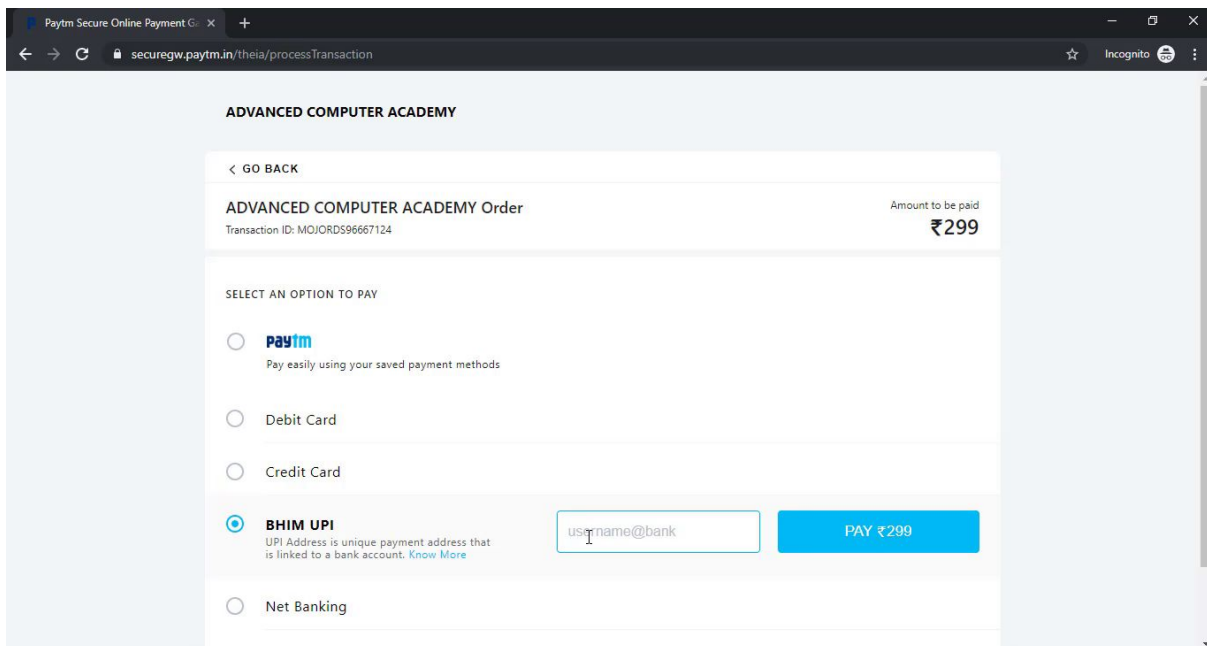 Paytm Secure Online Payment Ga
securegw.paytm.in/theia/processTransaction
Incognito
ADVANCED COMPUTER ACADEMY
< GO BACK
ADVANCED COMPUTER ACADEMY Order
Transaction ID: MOJORDS96667124
Amount to be paid
₹299
SELECT AN OPTION TO PAY
paytm
Pay easily using your saved payment methods
Debit Card
Credit Card
BHIM UPI
UPI Address is unique payment address that
is linked to a bank account. Know More
username@bank
PAY ₹299
Net Banking